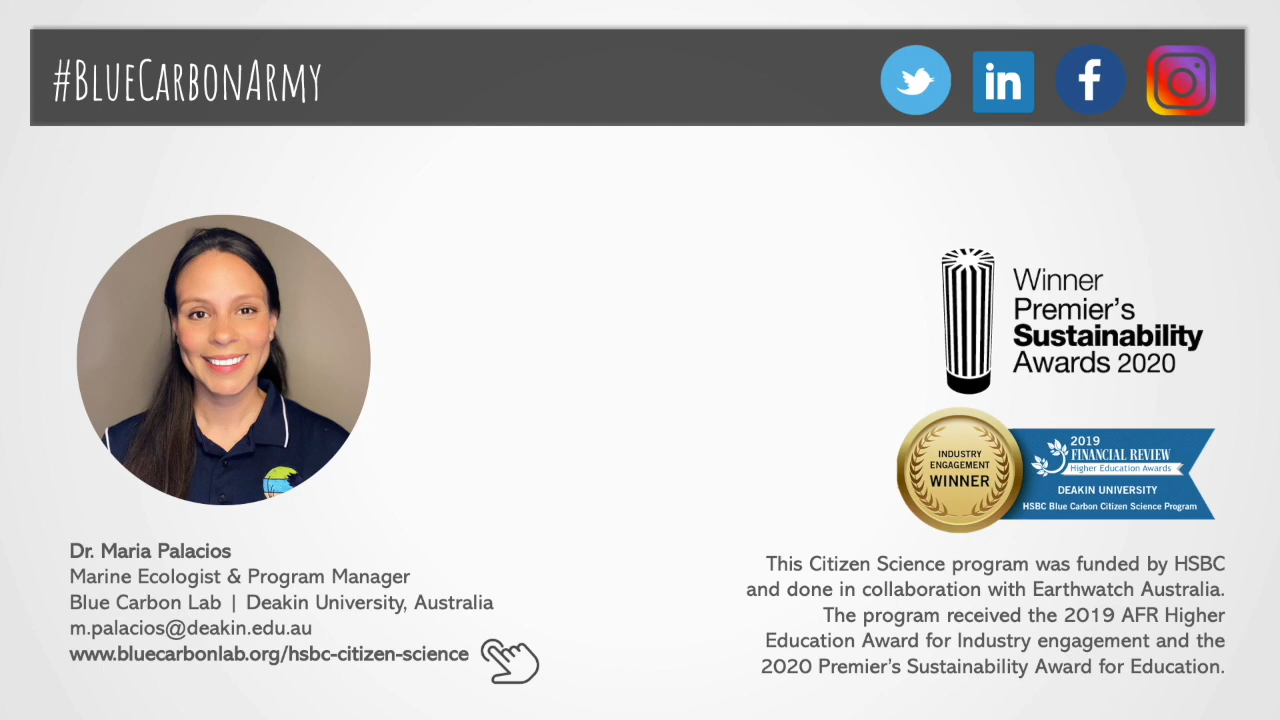 #BlueCarbonArmy
in
f
Winner
Premier's
Sustainability
Awards 2020
INDUSTRY
ENGAGEMENT
WINNER
2019
FINANCIAL REVIEW
Higher Education Awards
DEAKIN UNIVERSITY
HSBC Blue Carbon Citizen Science Program
Dr. Maria Palacios
Marine Ecologist & Program Manager
Blue Carbon Lab | Deakin University, Australia
m.palacios@deakin.edu.au
www.bluecarbonlab.org/hsbc-citizen-science
This Citizen Science program was funded by HSBC
and done in collaboration with Earthwatch Australia.
The program received the 2019 AFR Higher
Education Award for Industry engagement and the
2020 Premier's Sustainability Award for Education.